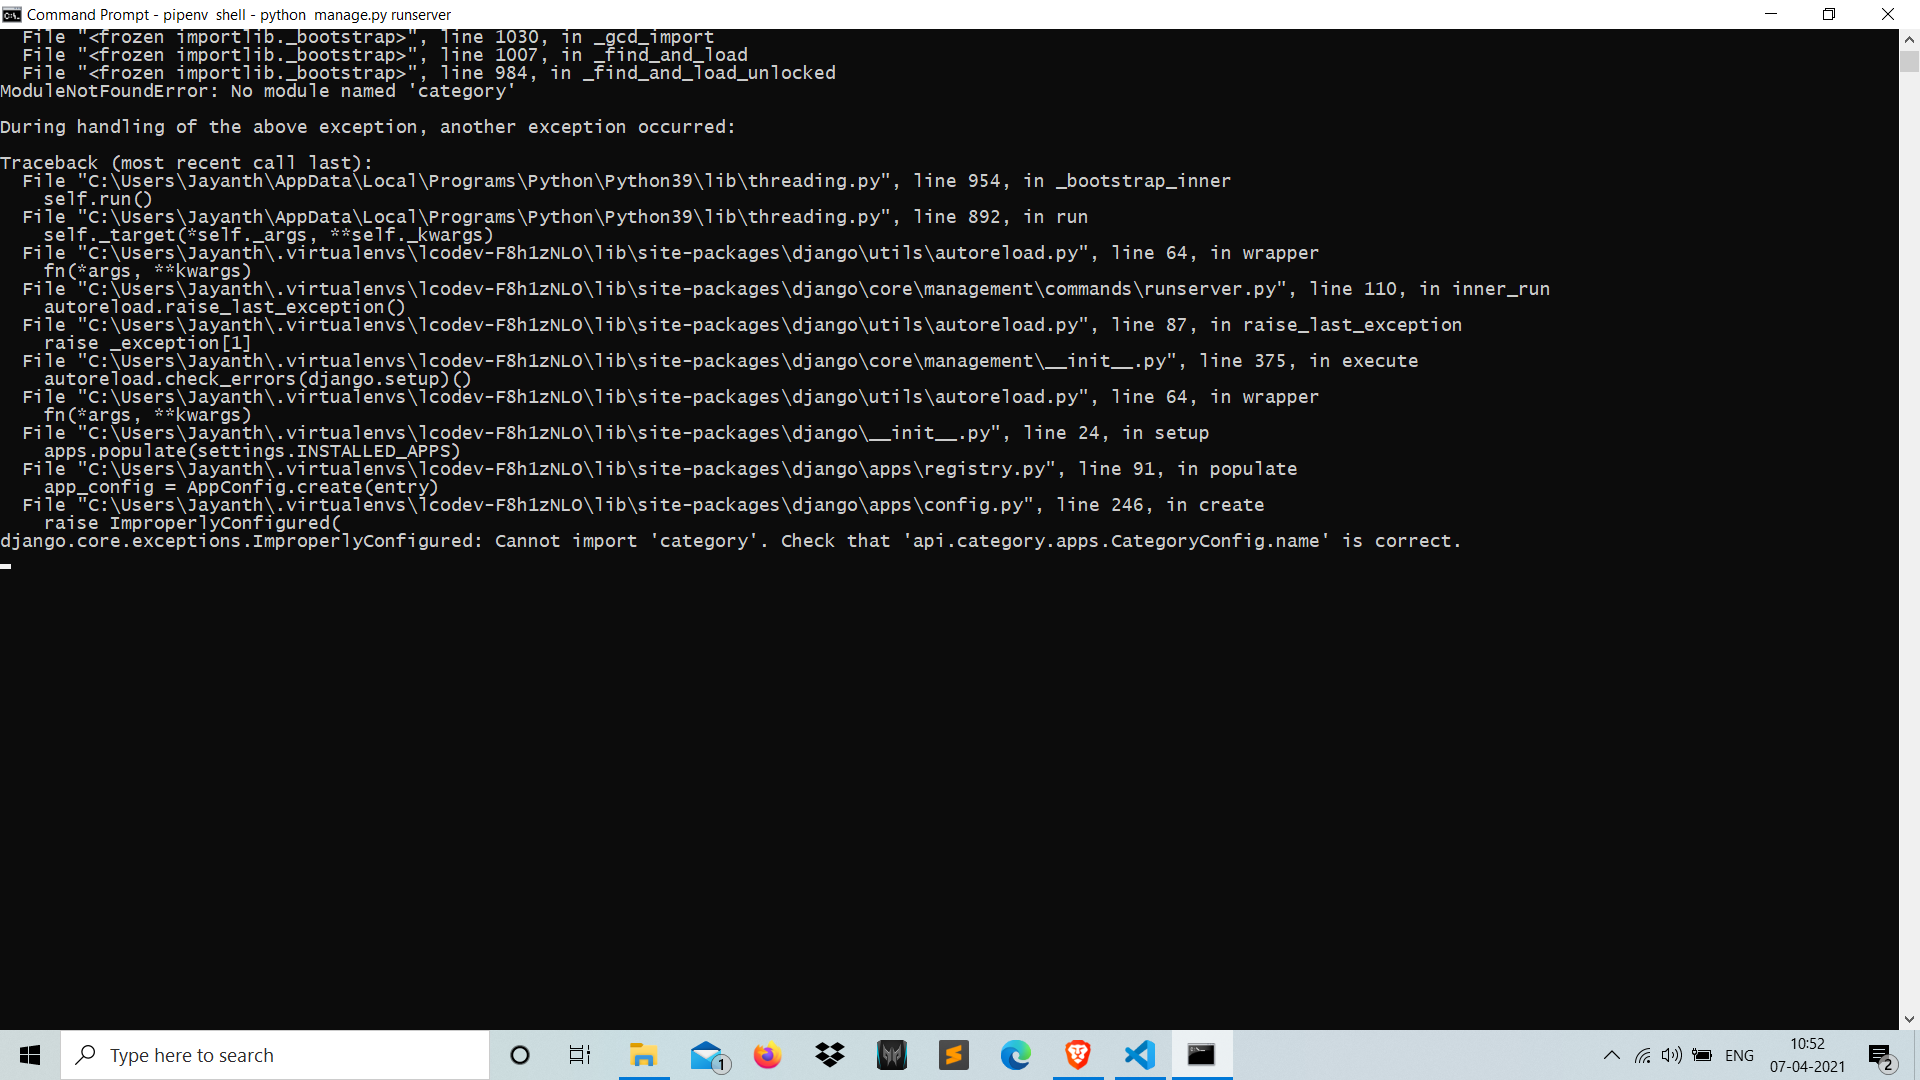 Command Prompt - pipenv  shell - python  manage.py runserver
  File "<frozen importlib._bootstrap>", line 1030, in _gcd_import
  File "<frozen importlib._bootstrap>", line 1007, in _find_and_load
  File "<frozen importlib._bootstrap>", line 984, in _find_and_load_unlocked
ModuleNotFoundError: No module named 'category'
During handling of the above exception, another exception occurred:
Traceback (most recent call last):
  File "C:\Users\Jayanth\AppData\Local\Programs\Python\Python39\lib\threading.py", line 954, in _bootstrap_inner
    self.run()
  File "C:\Users\Jayanth\AppData\Local\Programs\Python\Python39\lib\threading.py", line 892, in run
    self._target(*self._args, **self._kwargs)
  File "C:\Users\Jayanth\.virtualenvs\lcodev-F8h1zNLO\lib\site-packages\django\utils\autoreload.py", line 64, in wrapper
    fn(*args, **kwargs)
  File "C:\Users\Jayanth\.virtualenvs\lcodev-F8h1zNLO\lib\site-packages\django\core\management\commands\runserver.py", line 110, in inner_run
    autoreload.raise_last_exception()
  File "C:\Users\Jayanth\.virtualenvs\lcodev-F8h1zNLO\lib\site-packages\django\utils\autoreload.py", line 87, in raise_last_exception
    raise _exception[1]
  File "C:\Users\Jayanth\.virtualenvs\lcodev-F8h1zNLO\lib\site-packages\django\core\management\__init__.py", line 375, in execute
    autoreload.check_errors(django.setup)()
  File "C:\Users\Jayanth\.virtualenvs\lcodev-F8h1zNLO\lib\site-packages\django\utils\autoreload.py", line 64, in wrapper
    fn(*args, **kwargs)
  File "C:\Users\Jayanth\.virtualenvs\lcodev-F8h1zNLO\lib\site-packages\django\__init__.py", line 24, in setup
    apps.populate(settings.INSTALLED_APPS)
  File "C:\Users\Jayanth\.virtualenvs\lcodev-F8h1zNLO\lib\site-packages\django\apps\registry.py", line 91, in populate
    app_config = AppConfig.create(entry)
  File "C:\Users\Jayanth\.virtualenvs\lcodev-F8h1zNLO\lib\site-packages\django\apps\config.py", line 246, in create
    raise ImproperlyConfigured(
django.core.exceptions.ImproperlyConfigured: Cannot import 'category'. Check that 'api.category.apps.CategoryConfig.name' is correct.
Type here to search
1
ENG
10:52
07-04-2021
2